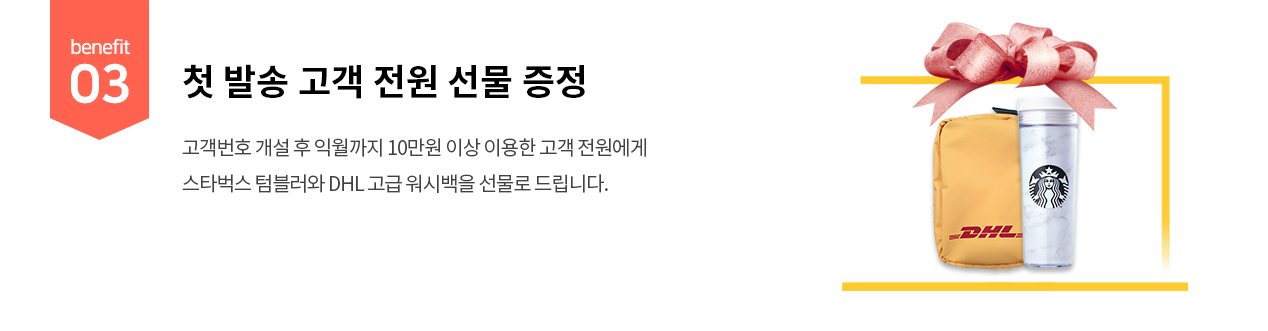 benefit
03
첫 발송 고객 전원 선물 증정
고객번호 개설 후 익월까지 10만원 이상 이용한 고객 전원에게
스타벅스 텀블러와 DHL 고급 워시백을 선물로 드립니다.
DHL